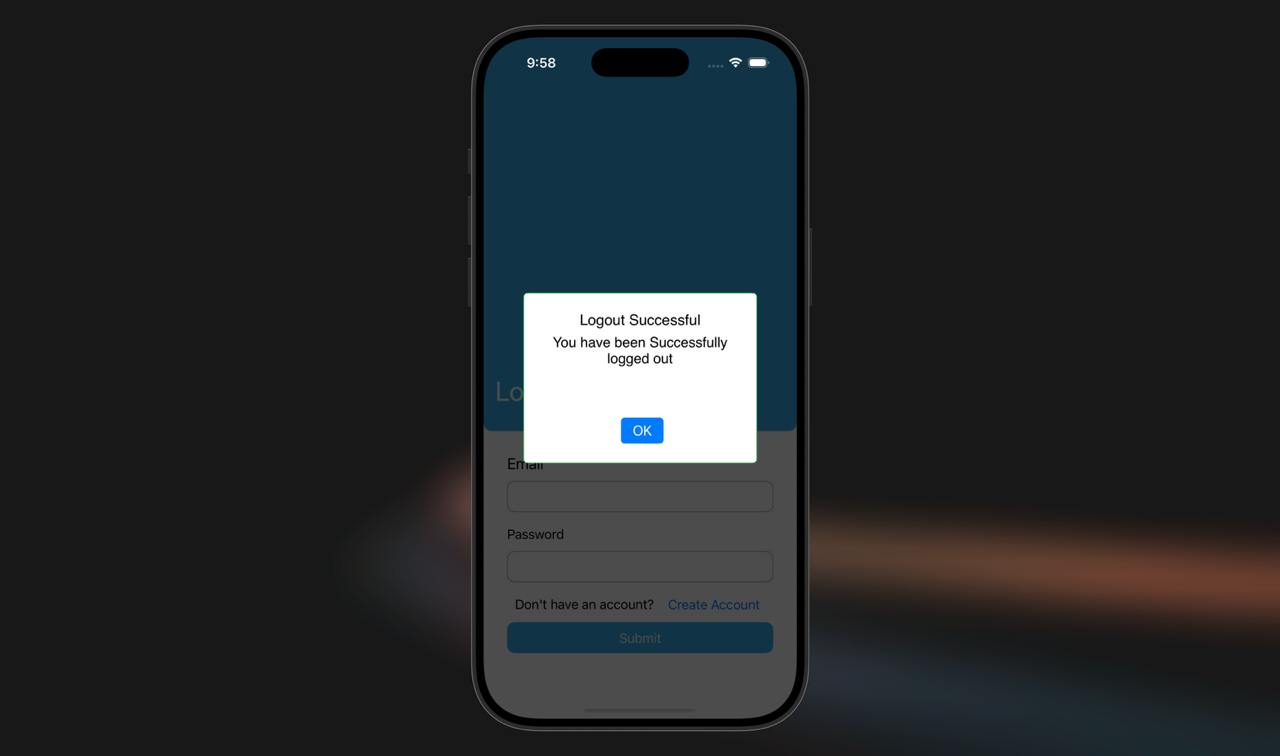 9:58
Logout Successful
You have been Successfully
logged out
OK
Email
Password
Don't have an account? Create Account
Submit